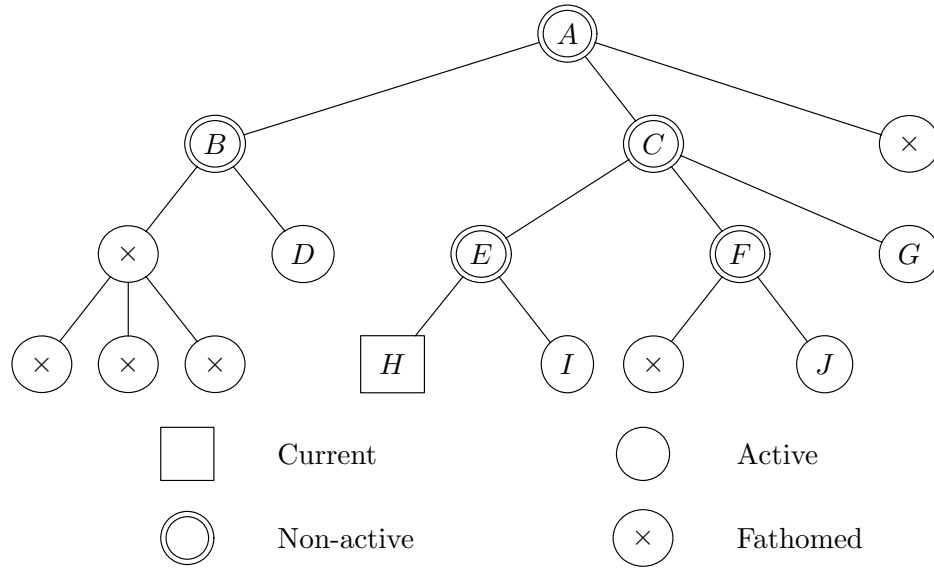 A
B C ×
× D E F G
× × × H I × J
Current Active
Non-active × Fathomed